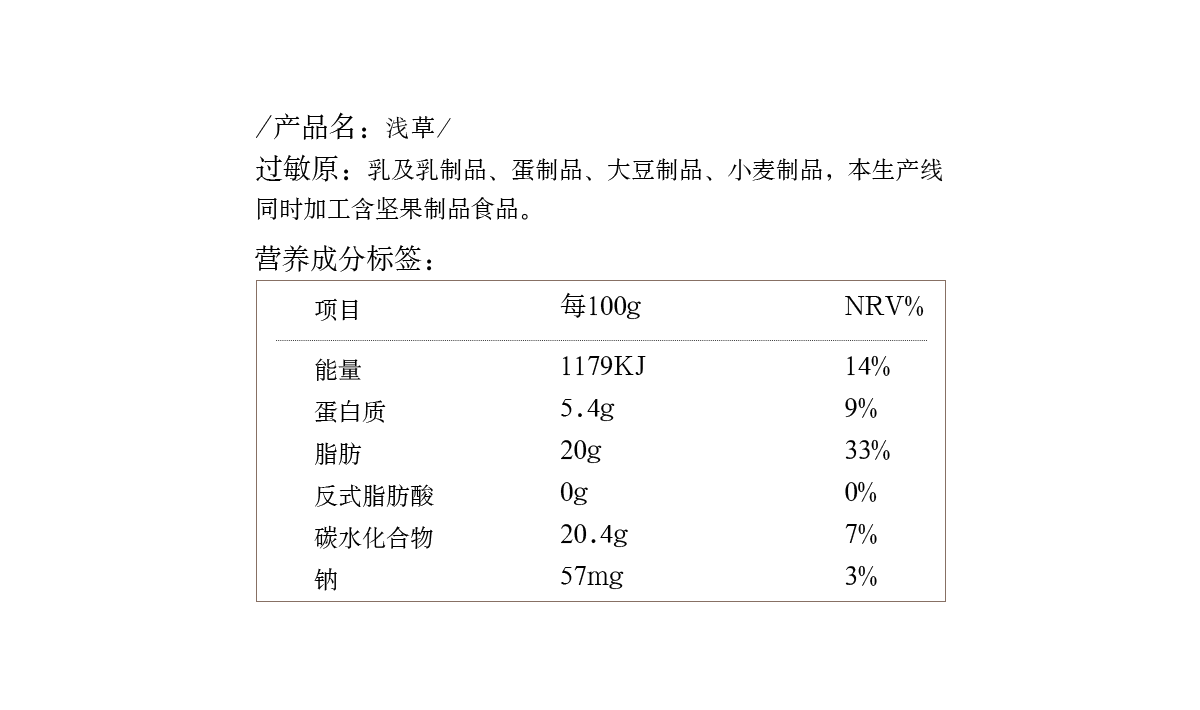 /产品名：浅草/
过敏原：乳及乳制品、蛋制品、大豆制品、小麦制品，本生产线
同时加工含坚果制品食品。
营养成分标签：
项目 每100g NRV%
能量 1179KJ 14%
蛋白质 5.4g 9%
脂肪 20g 33%
反式脂肪酸 0g 0%
碳水化合物 20.4g 7%
钠 57mg 3%